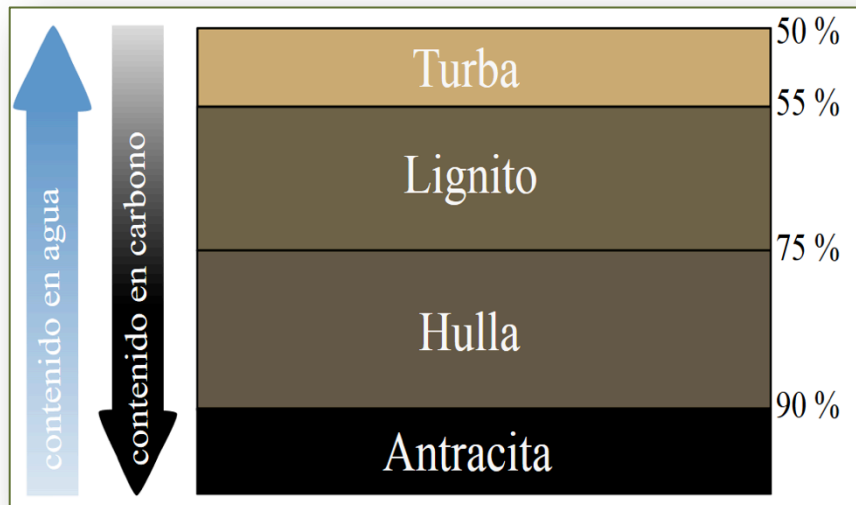 contenido en agua
contenido en carbono
50 %
Turba
55 %
Lignito
75 %
Hulla
90 %
Antracita